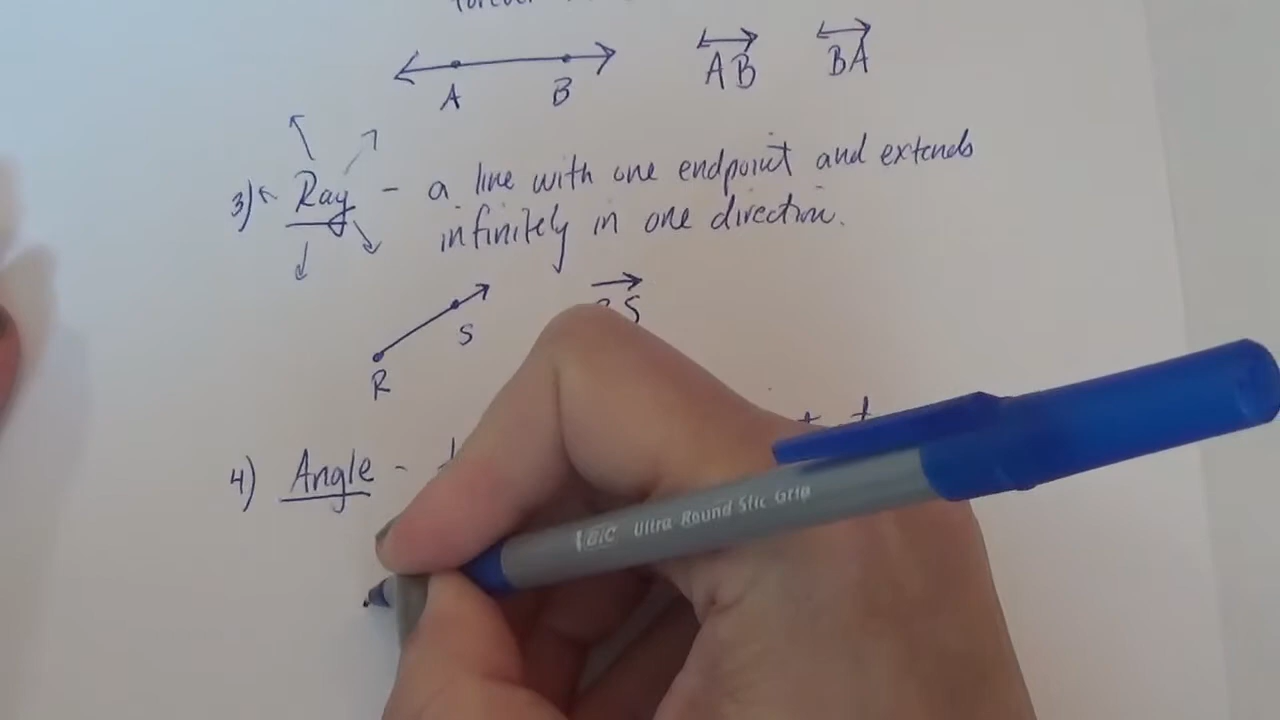 forever
A B AB BA
3) Ray - a line with one endpoint and extends
infinitely in one direction.
S S
R
4) Angle -
BIC Ultra Round Stic Grip